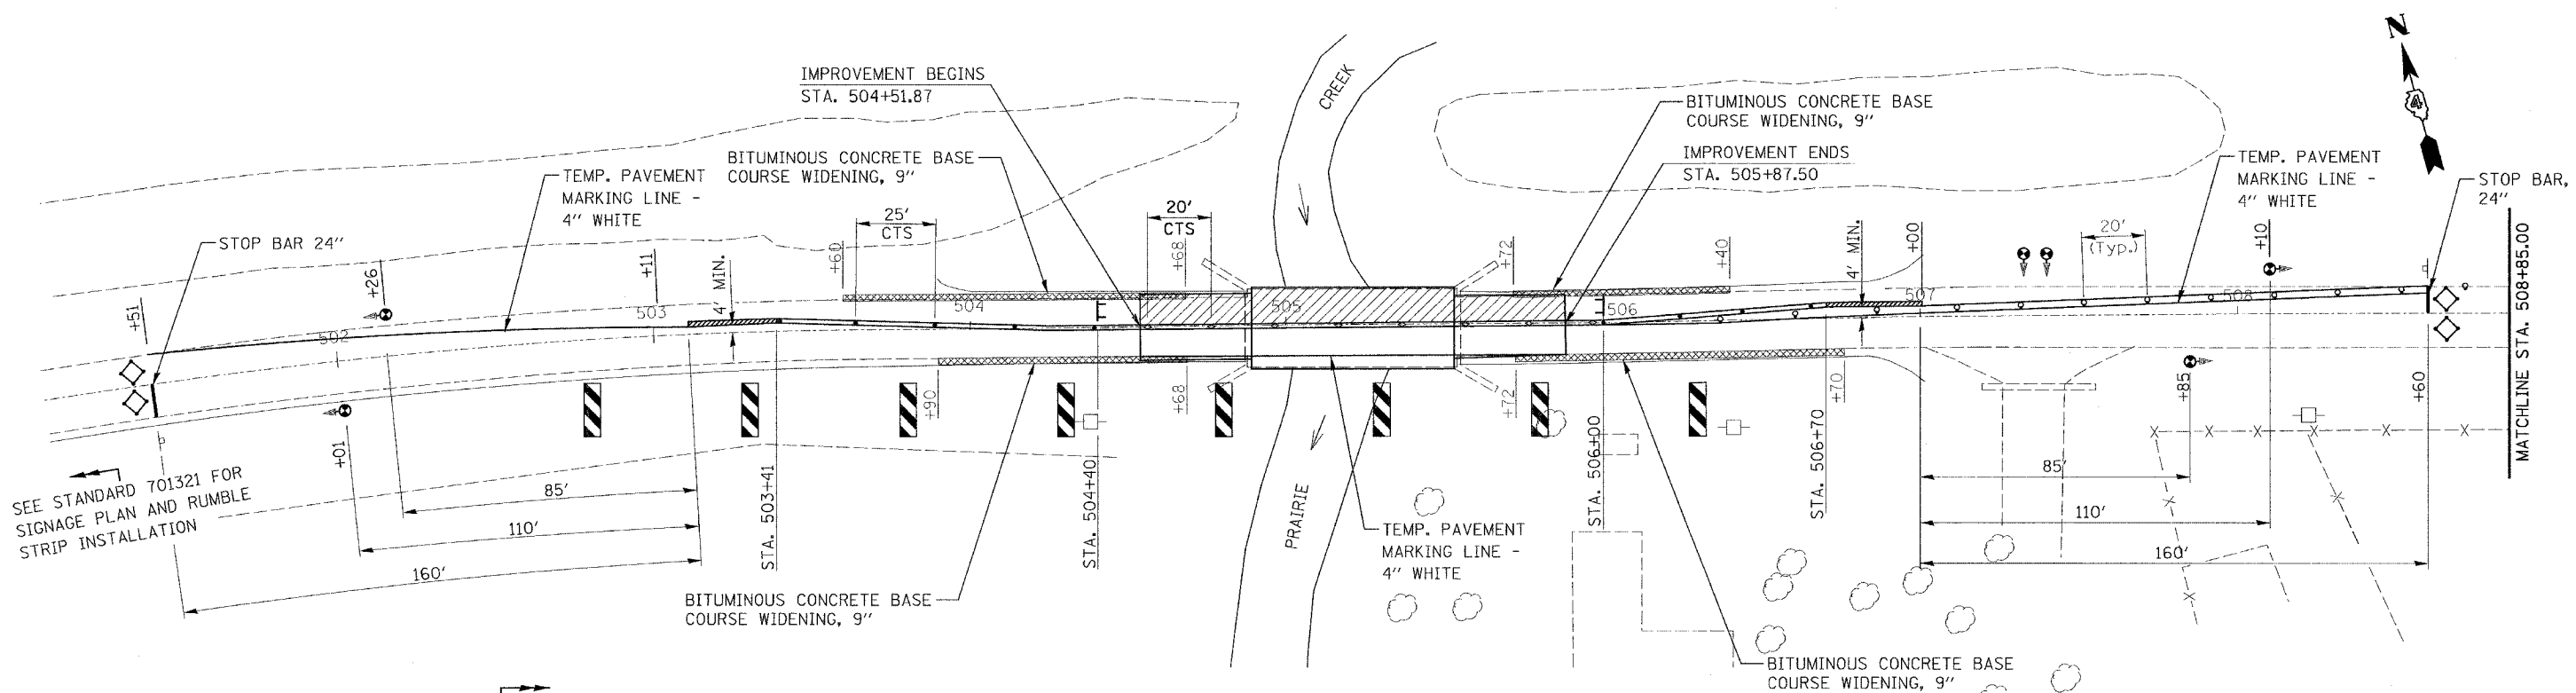 N
4
IMPROVEMENT BEGINS
STA. 504+51.87
CREEK
BITUMINOUS CONCRETE BASE
COURSE WIDENING, 9"
IMPROVEMENT ENDS
STA. 505+87.50
TEMP. PAVEMENT
MARKING LINE -
4" WHITE
BITUMINOUS CONCRETE BASE
COURSE WIDENING, 9"
TEMP. PAVEMENT
MARKING LINE -
4" WHITE
STOP BAR,
24"
STOP BAR 24"
25'
CTS
20'
CTS
20'
(Typ.)
+51
+26
+11
4' MIN.
+60
+68
+72
+40
4' MIN.
+00
+10
502
503
504
505
506
507
508
MATCHLINE STA. 508+85.00
+01
+90
+68
+72
+70
+85
+60
SEE STANDARD 701321 FOR
SIGNAGE PLAN AND RUMBLE
STRIP INSTALLATION
85'
110'
160'
STA. 503+41
STA. 504+40
STA. 506+00
STA. 506+70
85'
110'
160'
PRAIRIE
TEMP. PAVEMENT
MARKING LINE -
4" WHITE
BITUMINOUS CONCRETE BASE
COURSE WIDENING, 9"
BITUMINOUS CONCRETE BASE
COURSE WIDENING, 9"